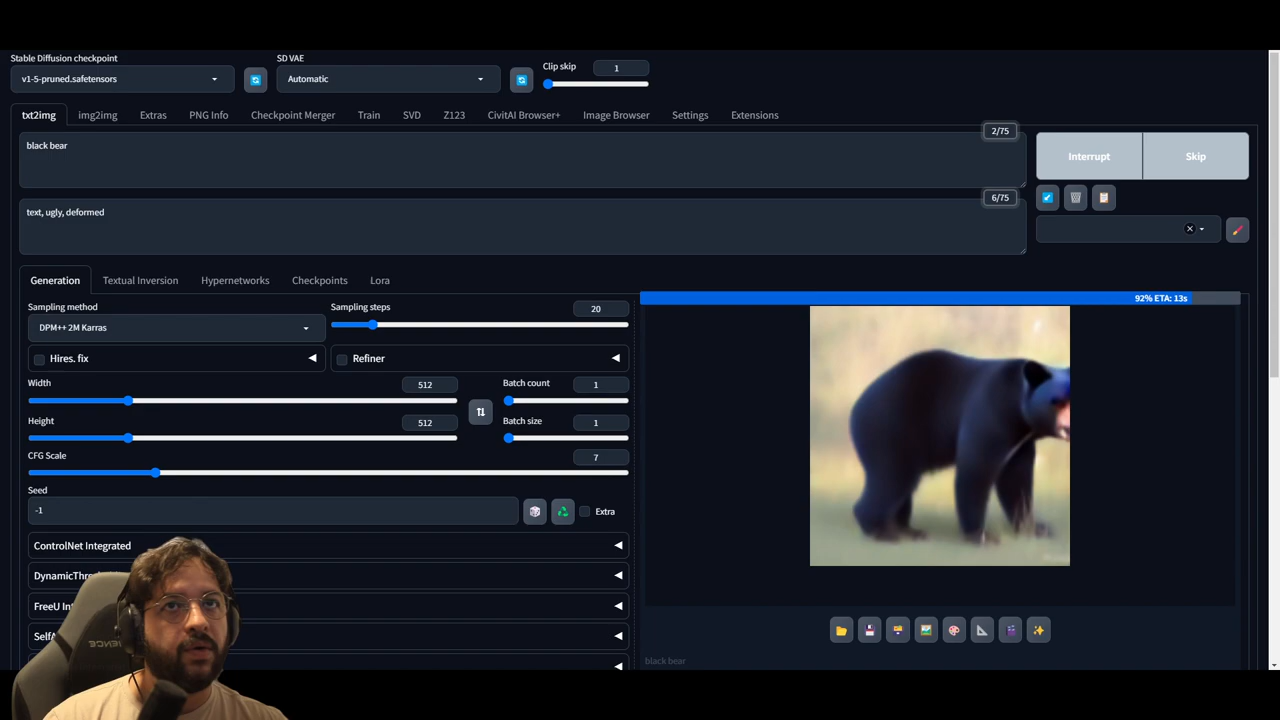 Stable Diffusion checkpoint
SD VAE
Clip skip
v1-5-pruned.safetensors
Automatic
1
txt2img
img2img
Extras
PNG Info
Checkpoint Merger
Train
SVD
Z123
CivitAI Browser+
Image Browser
Settings
Extensions
2/75
black bear
Interrupt
Skip
6/75
text, ugly, deformed
Generation
Textual Inversion
Hypernetworks
Checkpoints
Lora
Sampling method
Sampling steps
20
92% ETA: 13s
DPM++ 2M Karras
Hires. fix
Refiner
Width
512
Batch count
1
Height
512
Batch size
1
CFG Scale
7
Seed
-1
Extra
ControlNet Integrated
DynamicThre
FreeU Int
SelfA
black bear